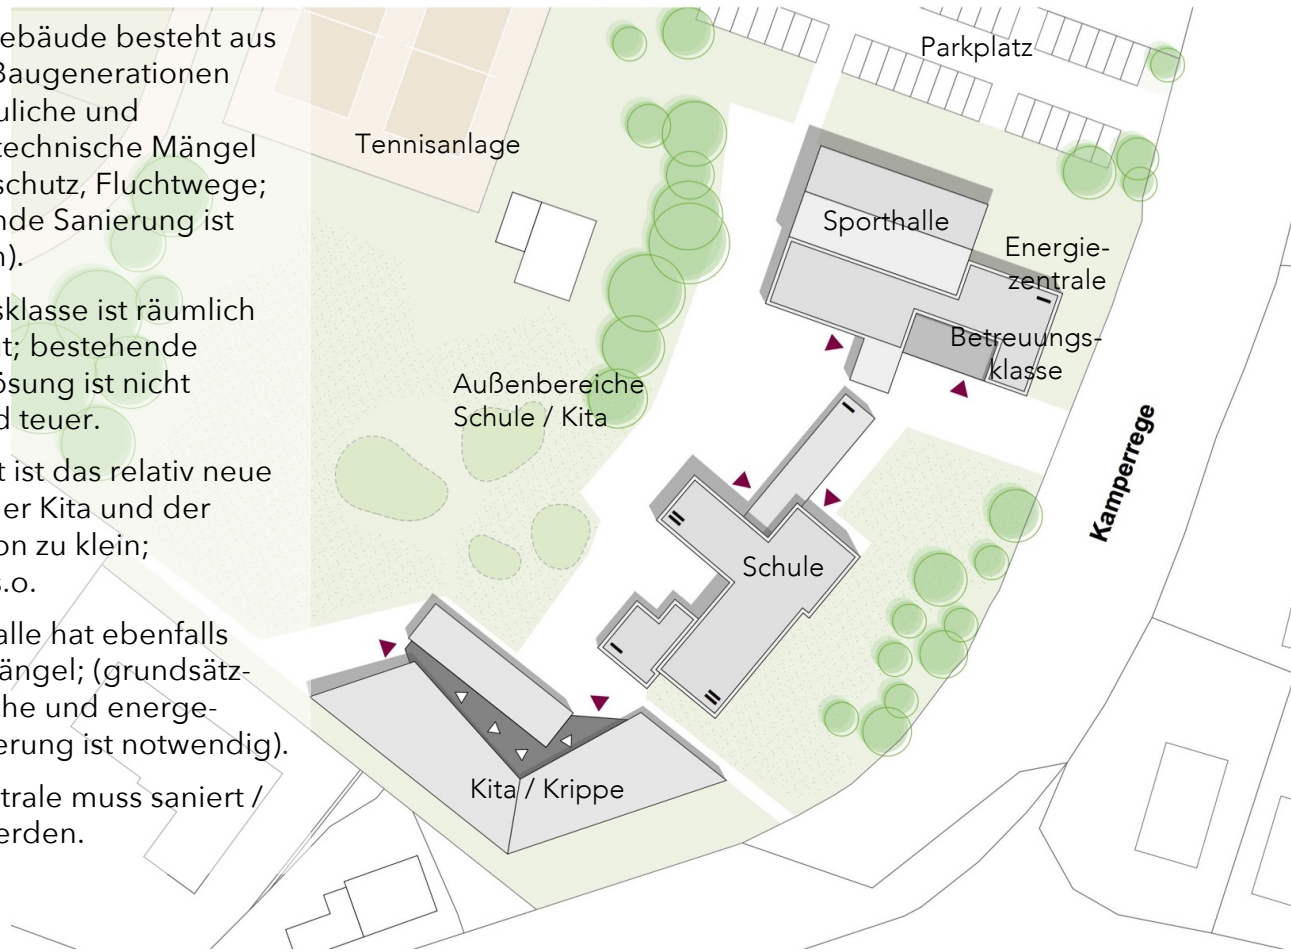 ebäude besteht aus
Baugenerationen
uliche und
technische Mängel
schutz, Fluchtwege;
nde Sanierung ist
n).
sklasse ist räumlich
t; bestehende
ösung ist nicht
d teuer.
t ist das relativ neue
er Kita und der
on zu klein;
s.o.
alle hat ebenfalls
ängel; (grundsätz-
che und energe-
erung ist notwendig).
trale muss saniert /
erden.
Parkplatz
Tennisanlage
Sporthalle
Energie-
zentrale
Betreuungs-
klasse
Außenbereiche
Schule / Kita
Kamperrege
Schule
Kita / Krippe
I
I
II
I
II